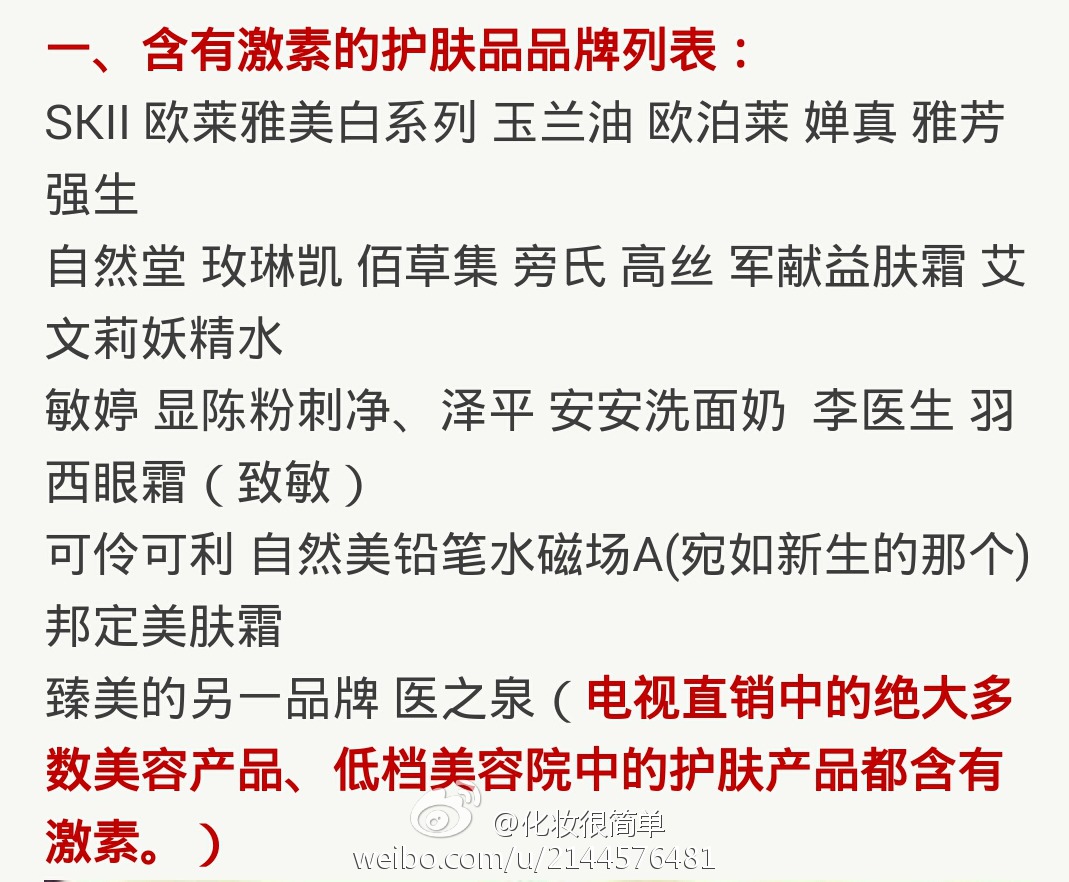 一、含有激素的护肤品品牌列表：
SKII 欧莱雅美白系列 玉兰油 欧泊莱 婵真 雅芳
强生
自然堂 玫琳凯 佰草集 旁氏 高丝 军献益肤霜 艾
文莉妖精水
敏婷 显陈粉刺净、泽平 安安洗面奶 李医生 羽
西眼霜（致敏）
可伶可利 自然美铅笔水磁场A(宛如新生的那个)
邦定美肤霜
臻美的另一品牌 医之泉（电视直销中的绝大多
数美容产品、低档美容院中的护肤产品都含有
激素。）
@化妆很简单
weibo.com/u/2144576481